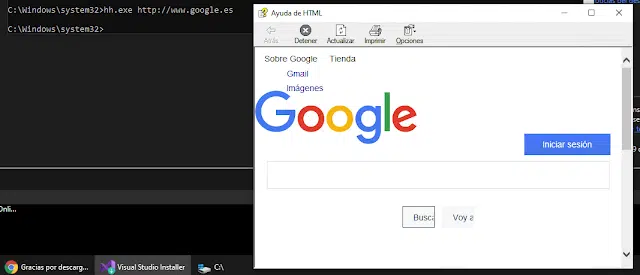 C:\Windows\system32>hh.exe http://www.google.es
C:\Windows\system32>
Ayuda de HTML
Atrás Detener Actualizar Imprimir Opciones
Sobre Google Tienda
Gmail
Imágenes
Google
Iniciar sesión
Busca Voy a
Onli...
Gracias por descarg... Visual Studio Installer C:\